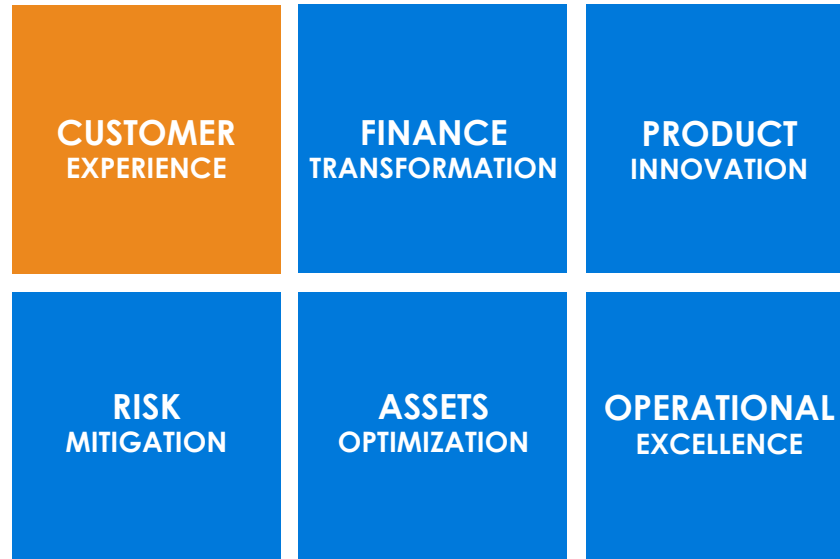 CUSTOMER
EXPERIENCE
FINANCE
TRANSFORMATION
PRODUCT
INNOVATION
RISK
MITIGATION
ASSETS
OPTIMIZATION
OPERATIONAL
EXCELLENCE